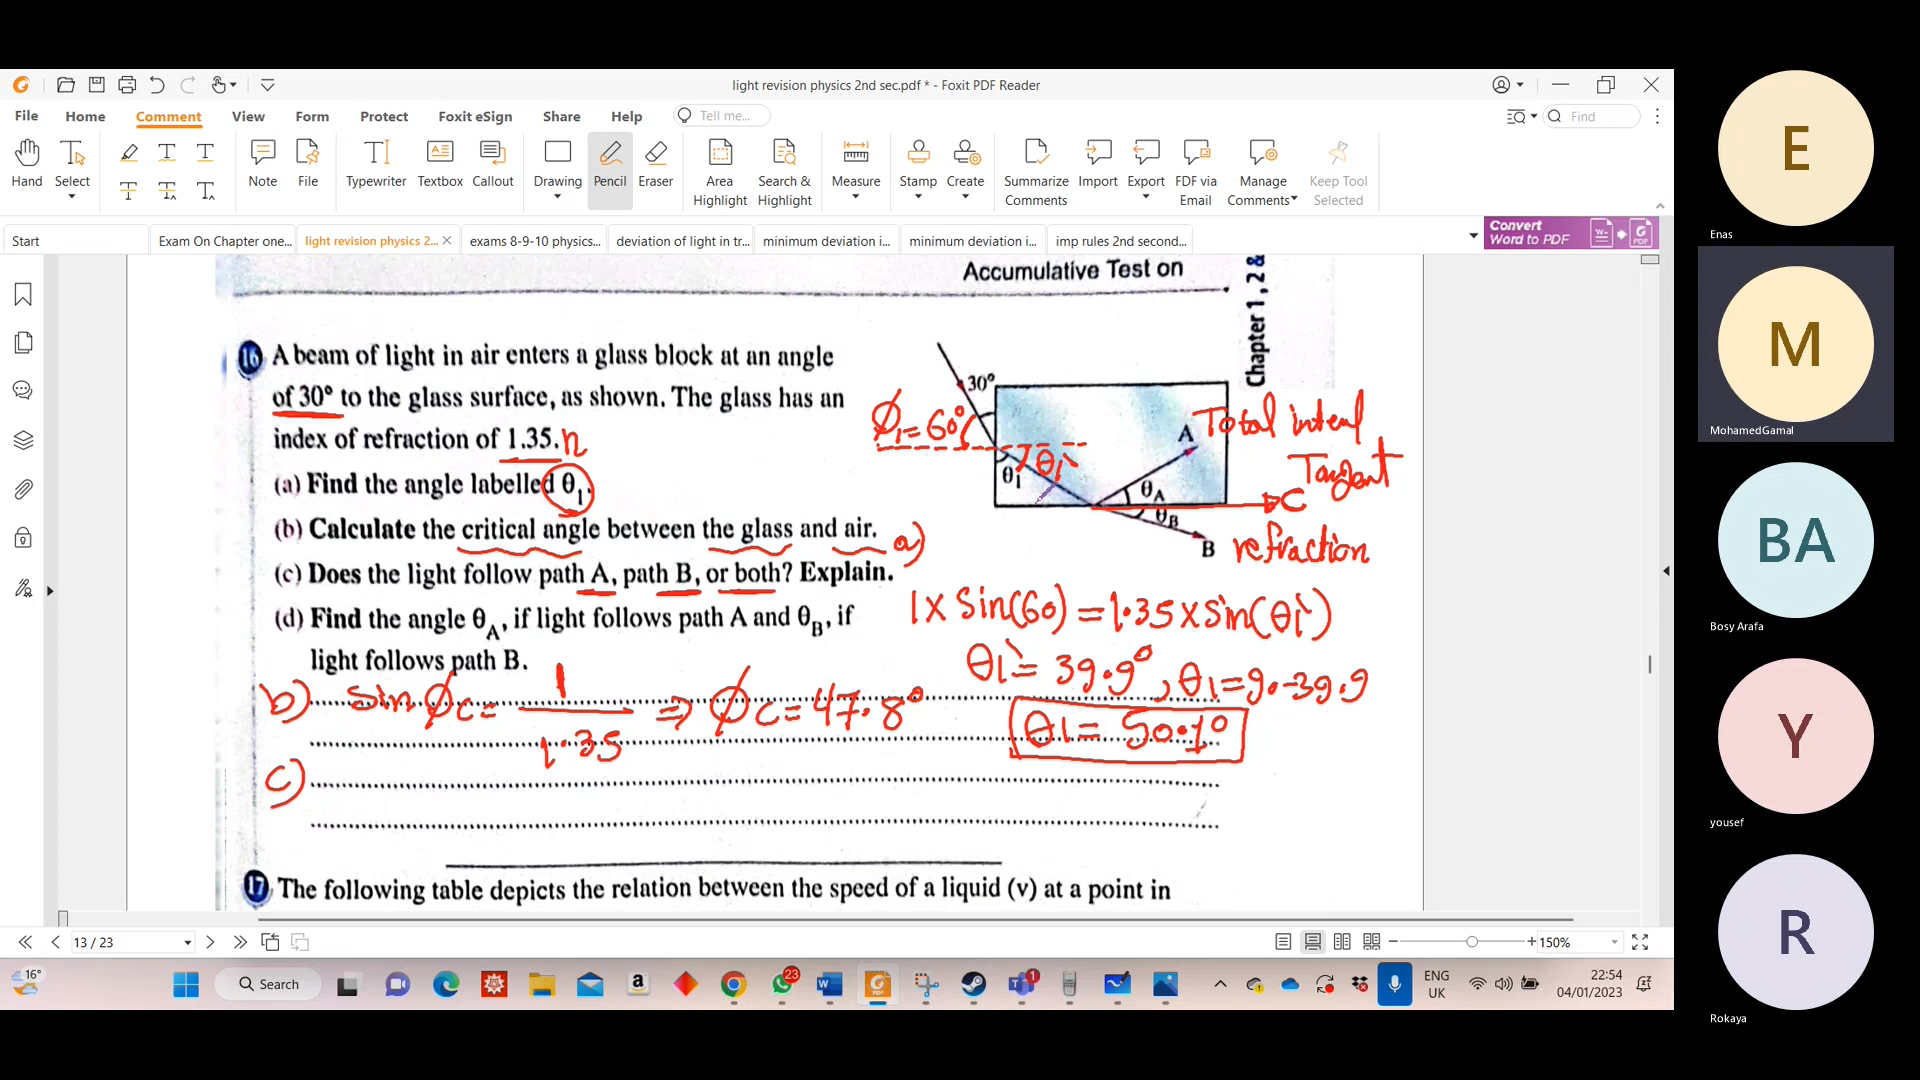 light revision physics 2nd sec.pdf * - Foxit PDF Reader
File Home Comment View Form Protect Foxit eSign Share Help Tell me... Find
Hand Select Note File Typewriter Textbox Callout Drawing Pencil Eraser Area Highlight Search & Highlight Measure Stamp Create Summarize Comments Import Export FDF via Email Manage Comments Keep Tool Selected
Start Exam On Chapter one... light revision physics 2... exams 8-9-10 physics... deviation of light in tr... minimum deviation i... minimum deviation i... imp rules 2nd second... Convert Word to PDF
Accumulative Test on
Chapter 1, 2 &
16 A beam of light in air enters a glass block at an angle
of 30° to the glass surface, as shown. The glass has an
index of refraction of 1.35. n
(a) Find the angle labelled θ1.
(b) Calculate the critical angle between the glass and air.
(c) Does the light follow path A, path B, or both? Explain.
(d) Find the angle θA, if light follows path A and θB, if
light follows path B.
30°
ϕ1=60°
θ1
θ1`
A
θA
θB
B
C
Total interal
Tangent
refraction
a)
1×Sin(60)=1.35×Sin(θ1`)
θ1`=39.9°, θ1=90-39.9
θ1= 50.1°
b) Sin ϕc= 1/1.35 ⇒ ϕc=47.8°
c)
17 The following table depicts the relation between the speed of a liquid (v) at a point in
13 / 23
150%
16°
Search
23
1
ENG
UK
22:54
04/01/2023
E
Enas
M
MohamedGamal
BA
Bosy Arafa
Y
yousef
R
Rokaya